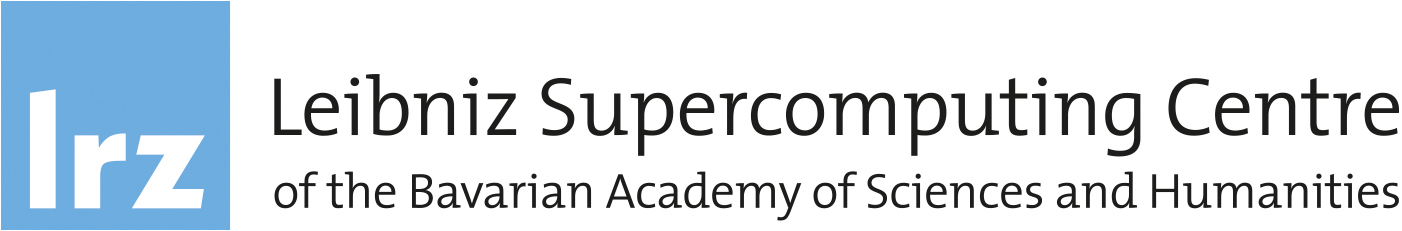 lrz
Leibniz Supercomputing Centre
of the Bavarian Academy of Sciences and Humanities